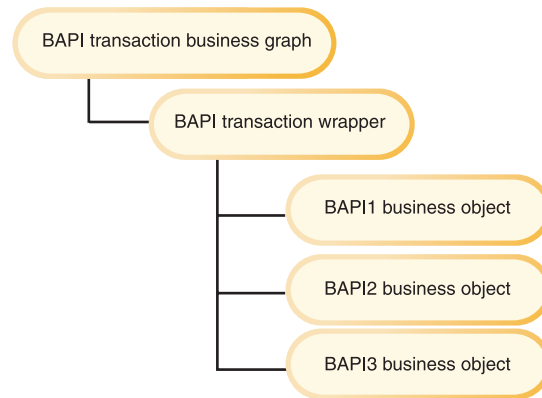 BAPI transaction business graph
BAPI transaction wrapper
BAPI1 business object
BAPI2 business object
BAPI3 business object